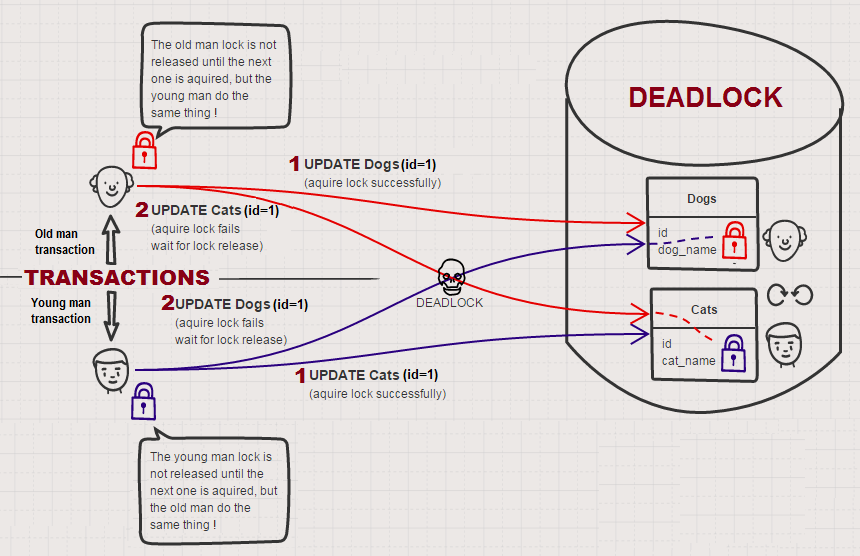 The old man lock is not
released until the next
one is aquired, but the
young man do the
same thing !
DEADLOCK
1 UPDATE Dogs (id=1)
(aquire lock successfully)
2 UPDATE Cats (id=1)
(aquire lock fails
wait for lock release)
Old man
transaction
TRANSACTIONS
Young man
transaction
2 UPDATE Dogs (id=1)
(aquire lock fails
wait for lock release)
DEADLOCK
1 UPDATE Cats (id=1)
(aquire lock successfully)
Dogs
id
dog_name
Cats
id
cat_name
The young man lock is
not released until the
next one is aquired, but
the old man do the
same thing !